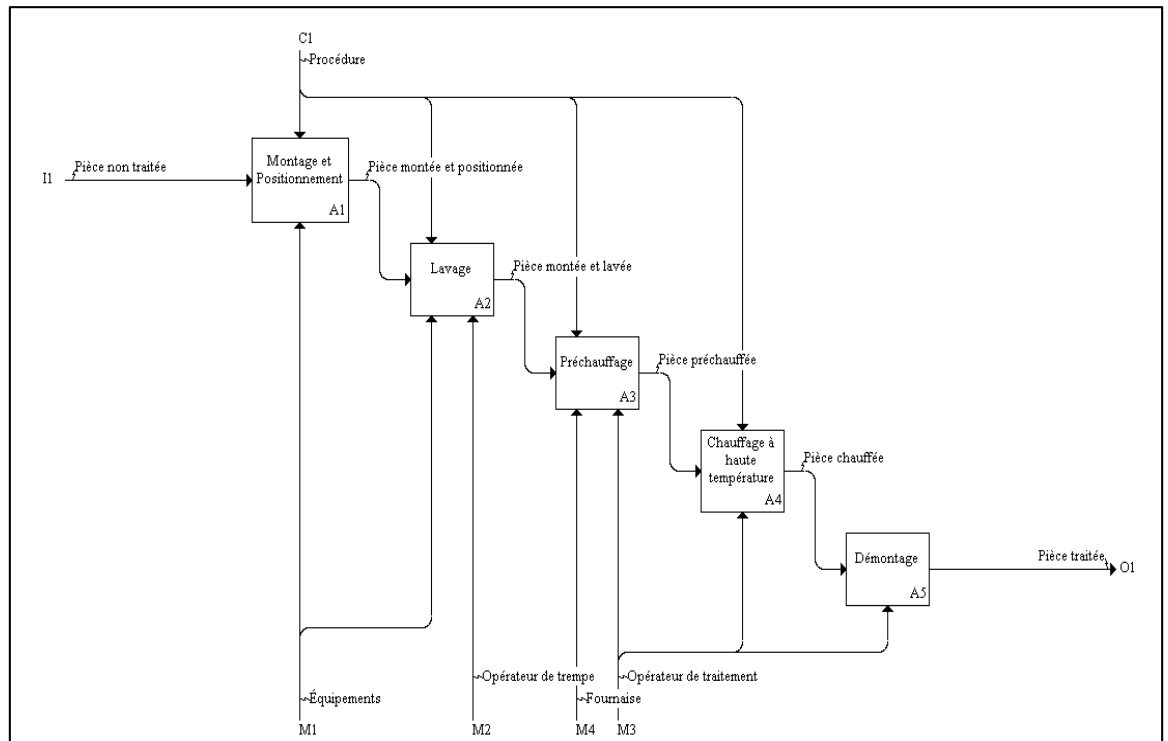 C1
Procédure
Pièce non traitée
I1
Montage et
Positionnement
A1
Pièce montée et positionnée
Lavage
A2
Pièce montée et lavée
Préchauffage
A3
Pièce préchauffée
Chauffage à
haute
température
A4
Pièce chauffée
Démontage
A5
Pièce traitée
O1
Opérateur de trempe
Opérateur de traitement
Équipements
Fournaise
M1
M2
M4
M3